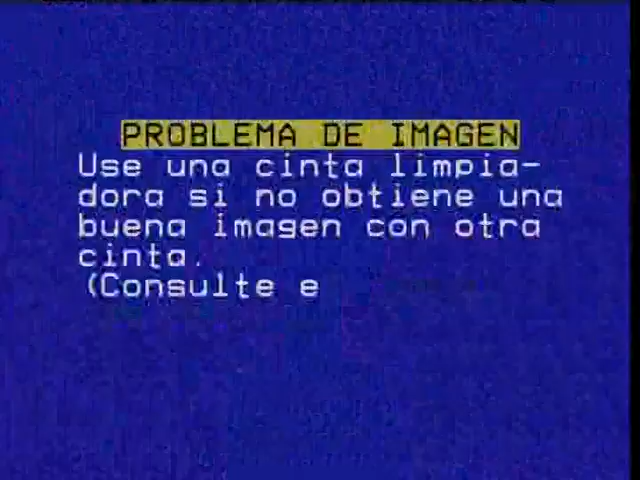 PROBLEMA DE IMAGEN
Use una cinta limpia-
dora si no obtiene una
buena imagen con otra
cinta.
(Consulte e